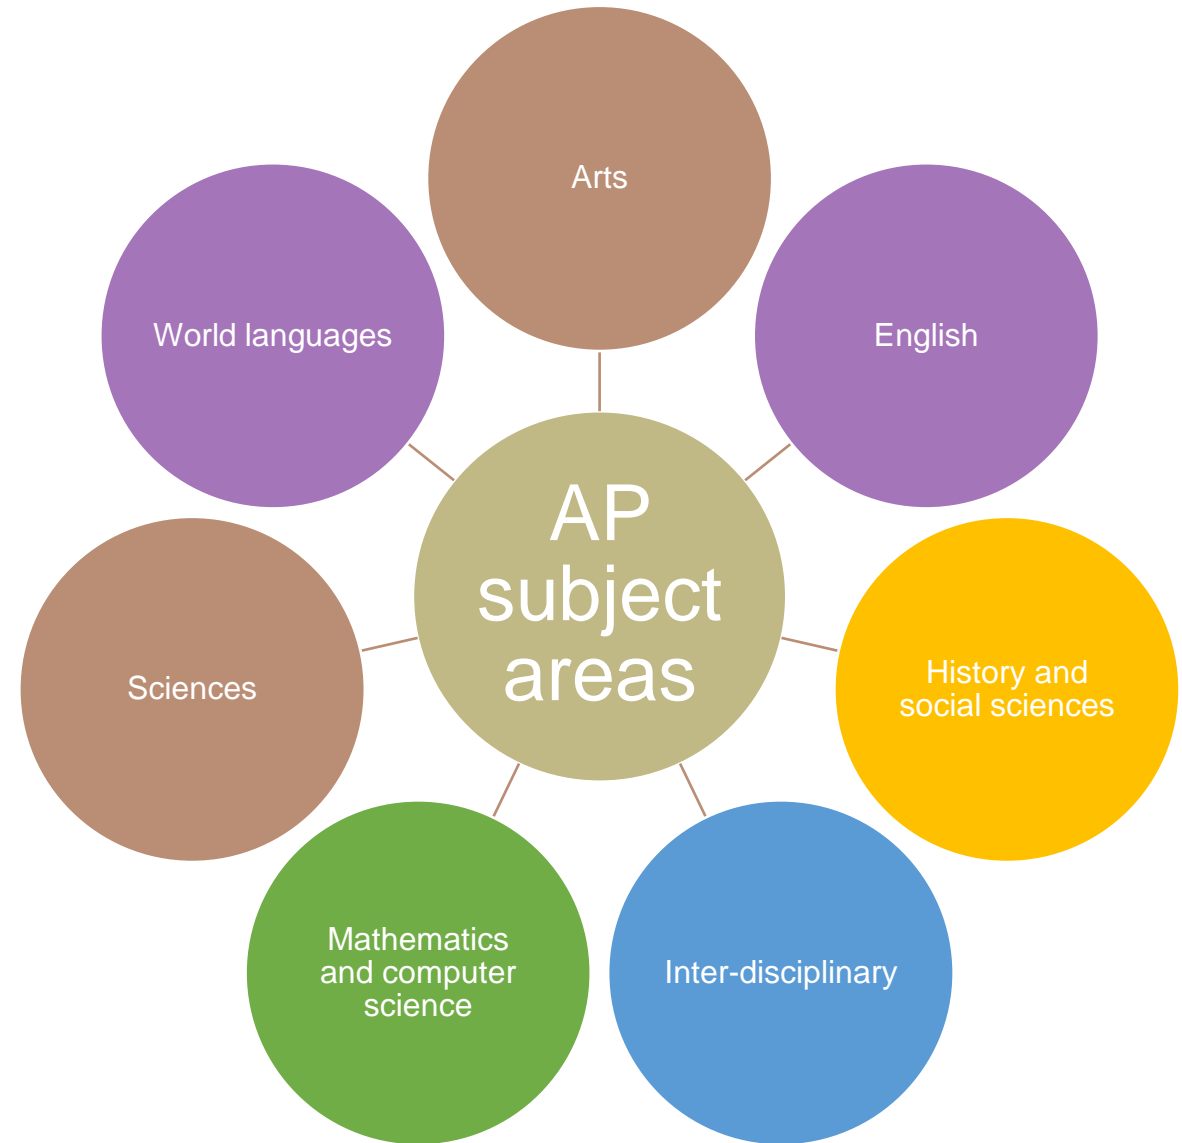 Arts
World languages
English
AP
subject
areas
Sciences
History and
social sciences
Mathematics
and computer
science
Inter-disciplinary